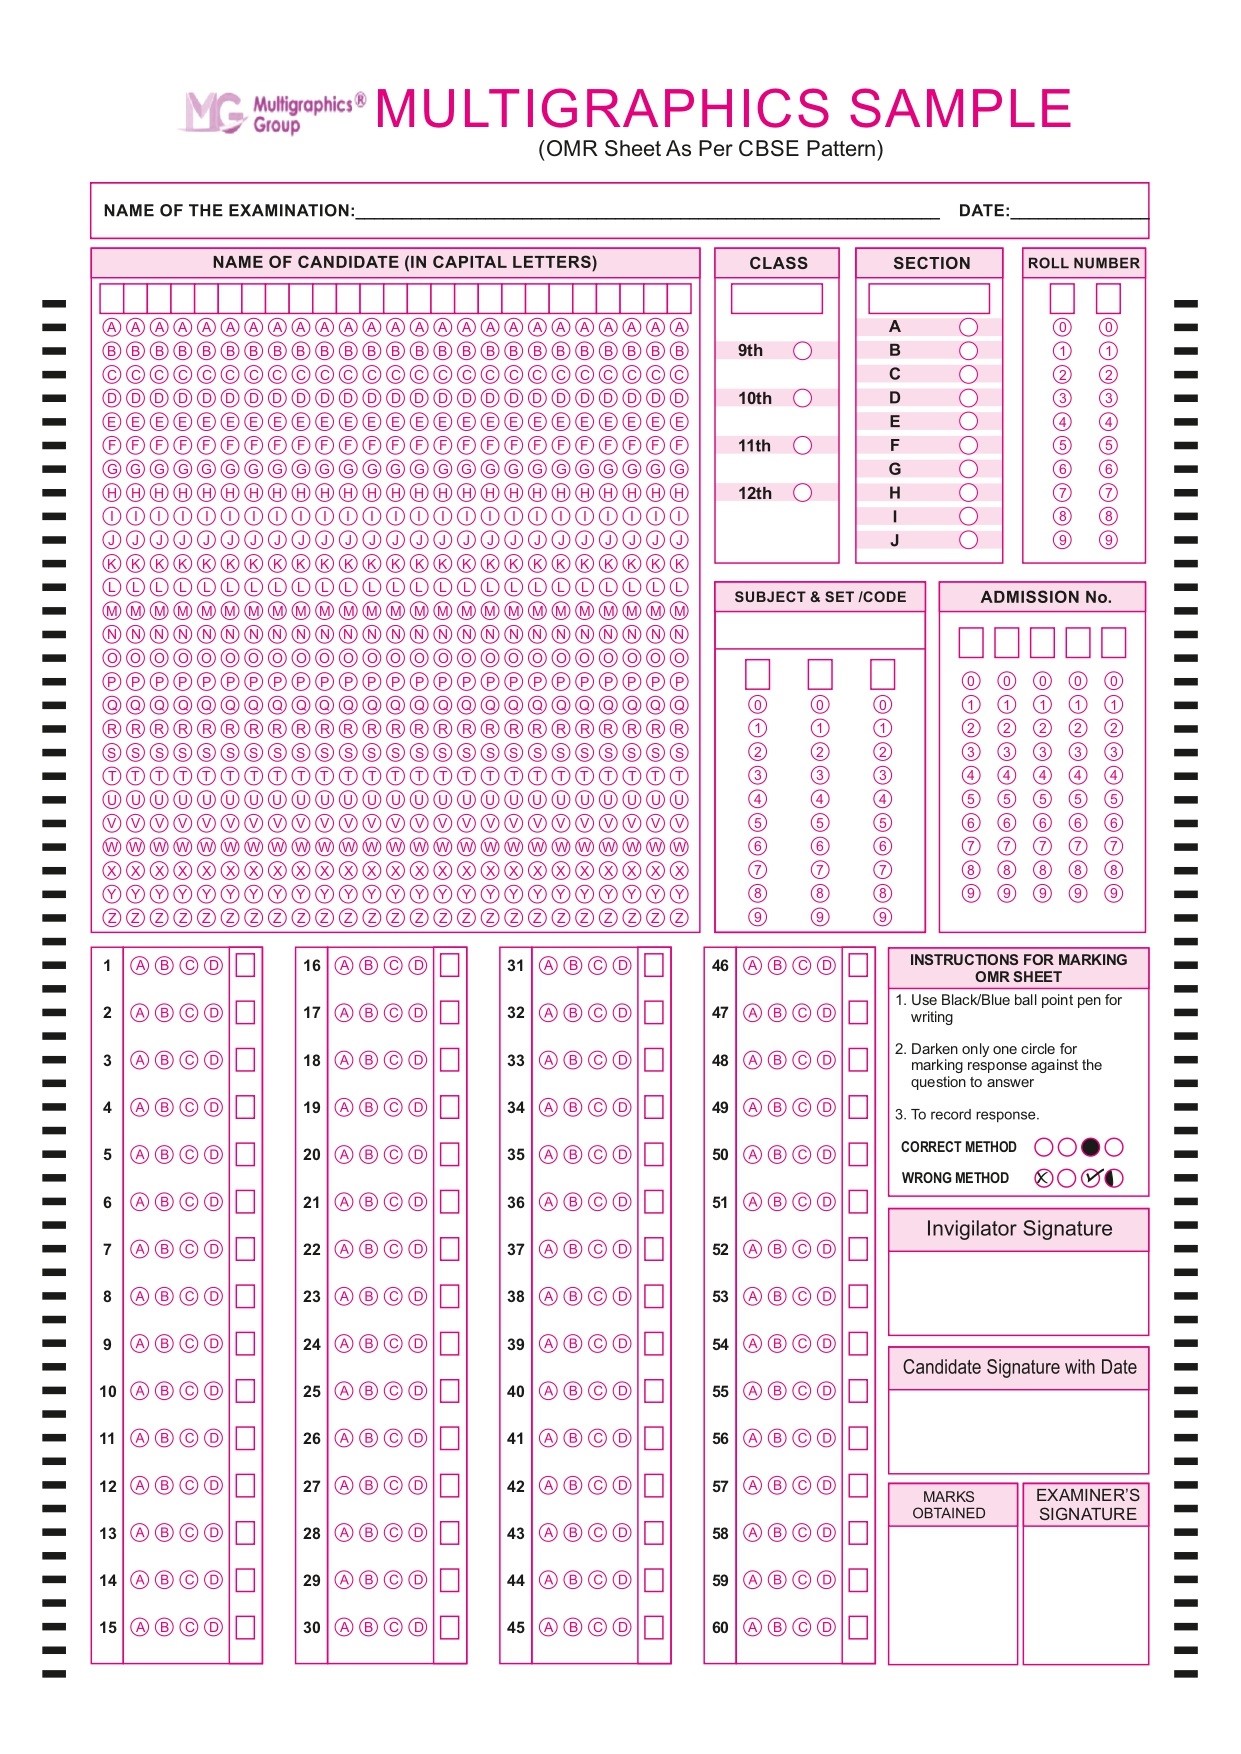 MG Multigraphics®
Group
MULTIGRAPHICS SAMPLE
(OMR Sheet As Per CBSE Pattern)
NAME OF THE EXAMINATION: DATE:
NAME OF CANDIDATE (IN CAPITAL LETTERS)
A A A A A A A A A A A A A A A A A A A A A A A A A
B B B B B B B B B B B B B B B B B B B B B B B B B
C C C C C C C C C C C C C C C C C C C C C C C C C
D D D D D D D D D D D D D D D D D D D D D D D D D
E E E E E E E E E E E E E E E E E E E E E E E E E
F F F F F F F F F F F F F F F F F F F F F F F F F
G G G G G G G G G G G G G G G G G G G G G G G G G
H H H H H H H H H H H H H H H H H H H H H H H H H
I I I I I I I I I I I I I I I I I I I I I I I I I
J J J J J J J J J J J J J J J J J J J J J J J J J
K K K K K K K K K K K K K K K K K K K K K K K K K
L L L L L L L L L L L L L L L L L L L L L L L L L
M M M M M M M M M M M M M M M M M M M M M M M M M
N N N N N N N N N N N N N N N N N N N N N N N N N
O O O O O O O O O O O O O O O O O O O O O O O O O
P P P P P P P P P P P P P P P P P P P P P P P P P
Q Q Q Q Q Q Q Q Q Q Q Q Q Q Q Q Q Q Q Q Q Q Q Q Q
R R R R R R R R R R R R R R R R R R R R R R R R R
S S S S S S S S S S S S S S S S S S S S S S S S S
T T T T T T T T T T T T T T T T T T T T T T T T T
U U U U U U U U U U U U U U U U U U U U U U U U U
V V V V V V V V V V V V V V V V V V V V V V V V V
W W W W W W W W W W W W W W W W W W W W W W W W W
X X X X X X X X X X X X X X X X X X X X X X X X X
Y Y Y Y Y Y Y Y Y Y Y Y Y Y Y Y Y Y Y Y Y Y Y Y Y
Z Z Z Z Z Z Z Z Z Z Z Z Z Z Z Z Z Z Z Z Z Z Z Z Z
CLASS
9th
10th
11th
12th
SECTION
A
B
C
D
E
F
G
H
I
J
ROLL NUMBER
0 0
1 1
2 2
3 3
4 4
5 5
6 6
7 7
8 8
9 9
SUBJECT & SET /CODE
0 0 0
1 1 1
2 2 2
3 3 3
4 4 4
5 5 5
6 6 6
7 7 7
8 8 8
9 9 9
ADMISSION No.
0 0 0 0 0
1 1 1 1 1
2 2 2 2 2
3 3 3 3 3
4 4 4 4 4
5 5 5 5 5
6 6 6 6 6
7 7 7 7 7
8 8 8 8 8
9 9 9 9 9
1 A B C D
2 A B C D
3 A B C D
4 A B C D
5 A B C D
6 A B C D
7 A B C D
8 A B C D
9 A B C D
10 A B C D
11 A B C D
12 A B C D
13 A B C D
14 A B C D
15 A B C D
16 A B C D
17 A B C D
18 A B C D
19 A B C D
20 A B C D
21 A B C D
22 A B C D
23 A B C D
24 A B C D
25 A B C D
26 A B C D
27 A B C D
28 A B C D
29 A B C D
30 A B C D
31 A B C D
32 A B C D
33 A B C D
34 A B C D
35 A B C D
36 A B C D
37 A B C D
38 A B C D
39 A B C D
40 A B C D
41 A B C D
42 A B C D
43 A B C D
44 A B C D
45 A B C D
46 A B C D
47 A B C D
48 A B C D
49 A B C D
50 A B C D
51 A B C D
52 A B C D
53 A B C D
54 A B C D
55 A B C D
56 A B C D
57 A B C D
58 A B C D
59 A B C D
60 A B C D
INSTRUCTIONS FOR MARKING
OMR SHEET
1. Use Black/Blue ball point pen for
writing
2. Darken only one circle for
marking response against the
question to answer
3. To record response.
CORRECT METHOD
WRONG METHOD
Invigilator Signature
Candidate Signature with Date
MARKS
OBTAINED
EXAMINER'S
SIGNATURE